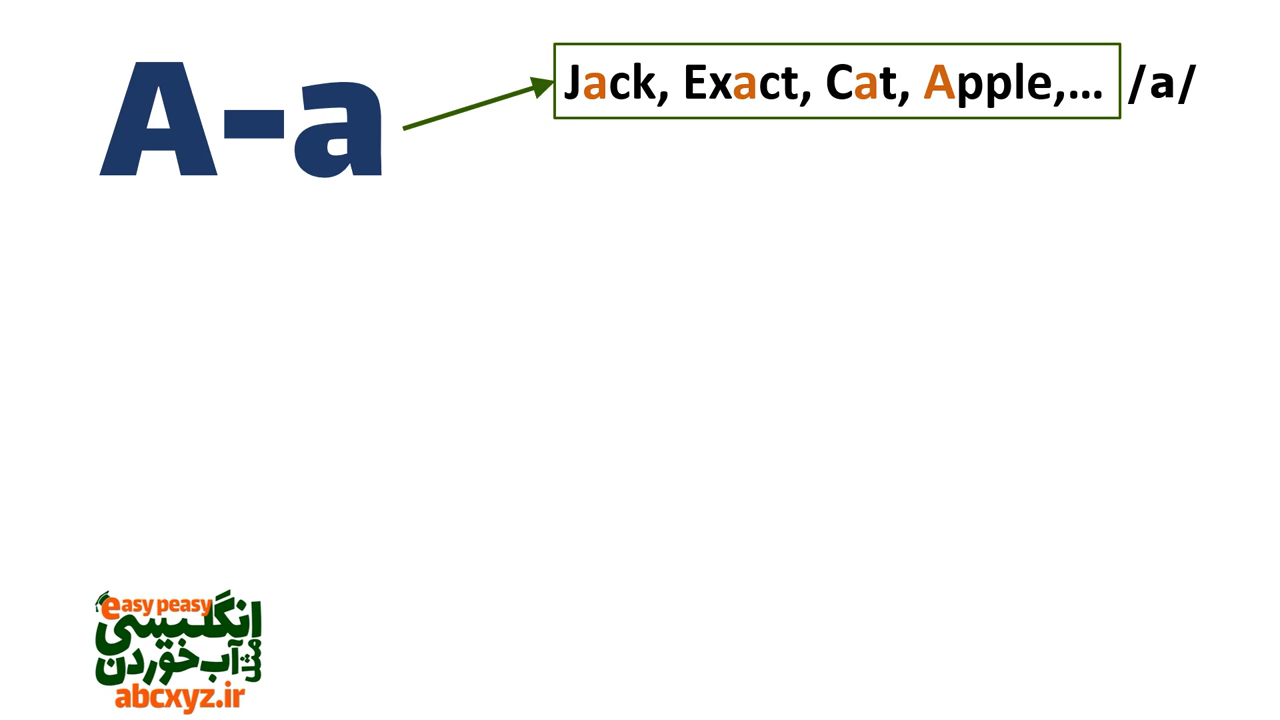 A-a
Jack, Exact, Cat, Apple,... /a/
easy peasy
انگلیسی
مثل
آب خوردن
abcxyz.ir